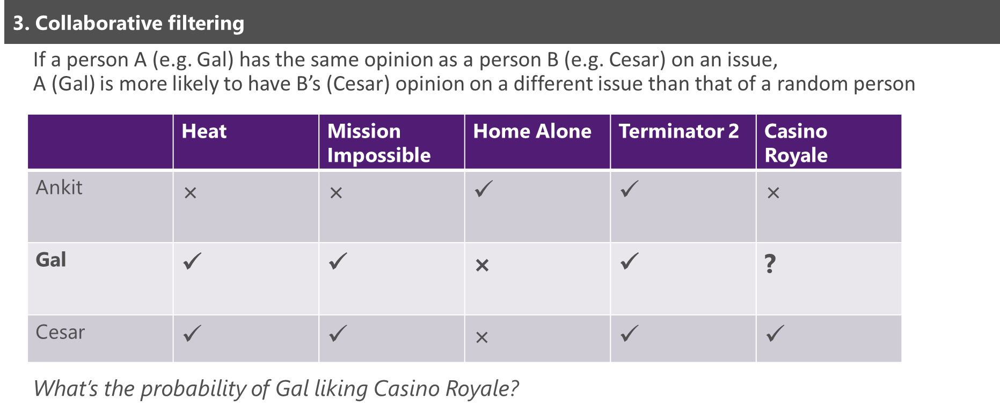 3. Collaborative filtering
If a person A (e.g. Gal) has the same opinion as a person B (e.g. Cesar) on an issue,
A (Gal) is more likely to have B’s (Cesar) opinion on a different issue than that of a random person
Heat Mission Impossible Home Alone Terminator 2 Casino Royale
Ankit × × ✓ ✓ ×
Gal ✓ ✓ × ✓ ?
Cesar ✓ ✓ × ✓ ✓
What’s the probability of Gal liking Casino Royale?